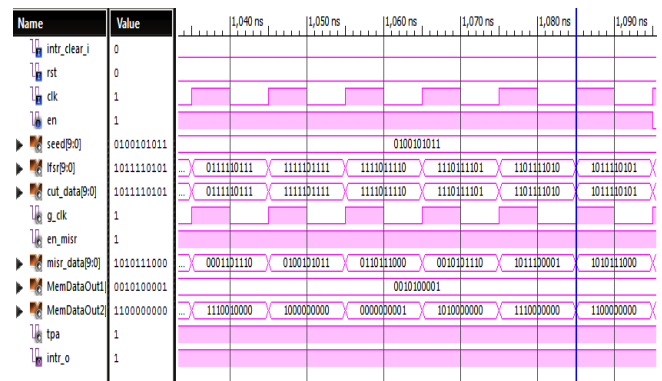 Name Value 1,040 ns 1,050 ns 1,060 ns 1,070 ns 1,080 ns 1,090 ns
intr_clear_i 0
rst 0
clk 1
en 1
seed[9:0] 0100101011 0100101011
lfsr[9:0] 1011110101 ... 0111110111 1111101111 1111011110 1110111101 1101111010 1011110101
cut_data[9:0] 1011110101 ... 0111110111 1111101111 1111011110 1110111101 1101111010 1011110101
g_clk 1
en_misr 1
misr_data[9:0] 1010111000 ... 0001101110 0100101011 0110111000 0010101110 1011100001 1010111000
MemDataOut1[ 0010100001 0010100001
MemDataOut2[ 1100000000 ... 1110010000 1000000000 0000000001 1010000000 1110000000 1100000000
tpa 1
intr_o 1